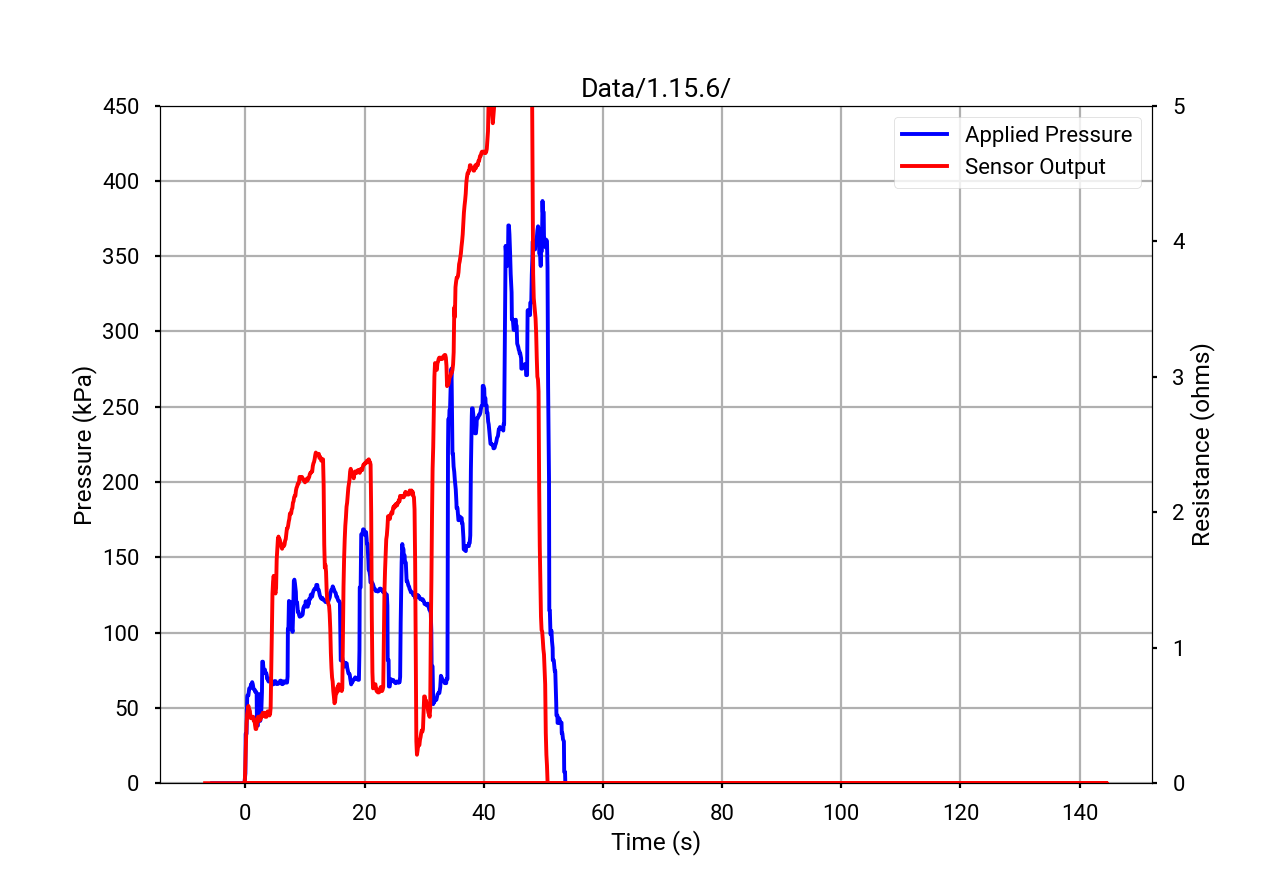 Data/1.15.6/
450
400
350
300
250
200
150
100
50
0
Pressure (kPa)
5
4
3
2
1
0
Resistance (ohms)
Applied Pressure
Sensor Output
0 20 40 60 80 100 120 140
Time (s)